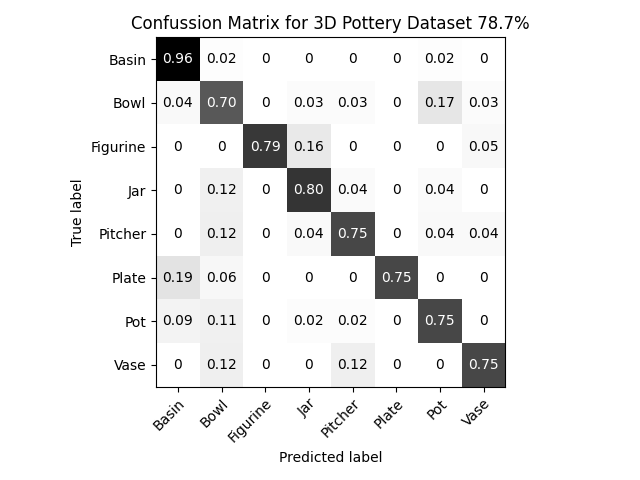 Confussion Matrix for 3D Pottery Dataset 78.7%
True label
Basin 0.96 0.02 0 0 0 0 0.02 0
Bowl 0.04 0.70 0 0.03 0.03 0 0.17 0.03
Figurine 0 0 0.79 0.16 0 0 0 0.05
Jar 0 0.12 0 0.80 0.04 0 0.04 0
Pitcher 0 0.12 0 0.04 0.75 0 0.04 0.04
Plate 0.19 0.06 0 0 0 0.75 0 0
Pot 0.09 0.11 0 0.02 0.02 0 0.75 0
Vase 0 0.12 0 0 0.12 0 0 0.75
Basin Bowl Figurine Jar Pitcher Plate Pot Vase
Predicted label